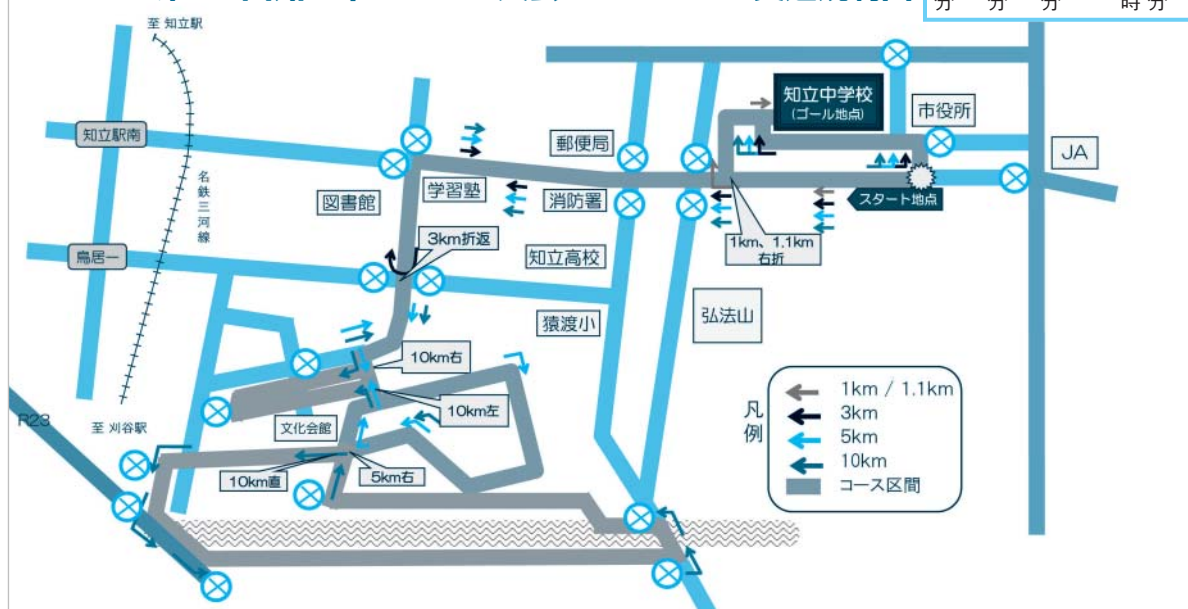 分 分 分 時 分
至 知立駅
知立中学校
(ゴール地点)
市役所
郵便局
知立駅南
JA
名鉄三河線
図書館
学習塾
消防署
スタート地点
3km折返
1km、1.1km
右折
知立高校
鳥居一
猿渡小
弘法山
10km右
10km左
文化会館
R23
至 刈谷駅
10km直
5km右
凡例
1km / 1.1km
3km
5km
10km
コース区間